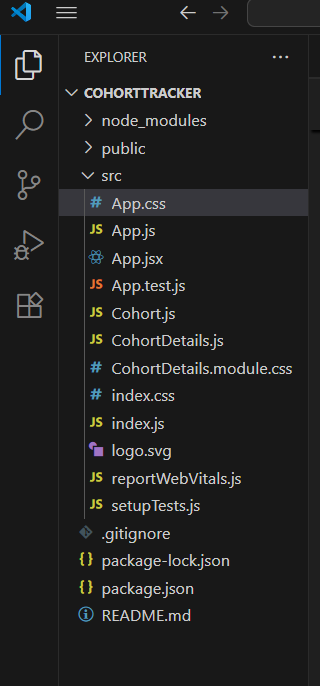 EXPLORER
COHORTTRACKER
node_modules
public
src
# App.css
JS App.js
App.jsx
JS App.test.js
JS Cohort.js
JS CohortDetails.js
# CohortDetails.module.css
# index.css
JS index.js
logo.svg
JS reportWebVitals.js
JS setupTests.js
.gitignore
{} package-lock.json
{} package.json
README.md